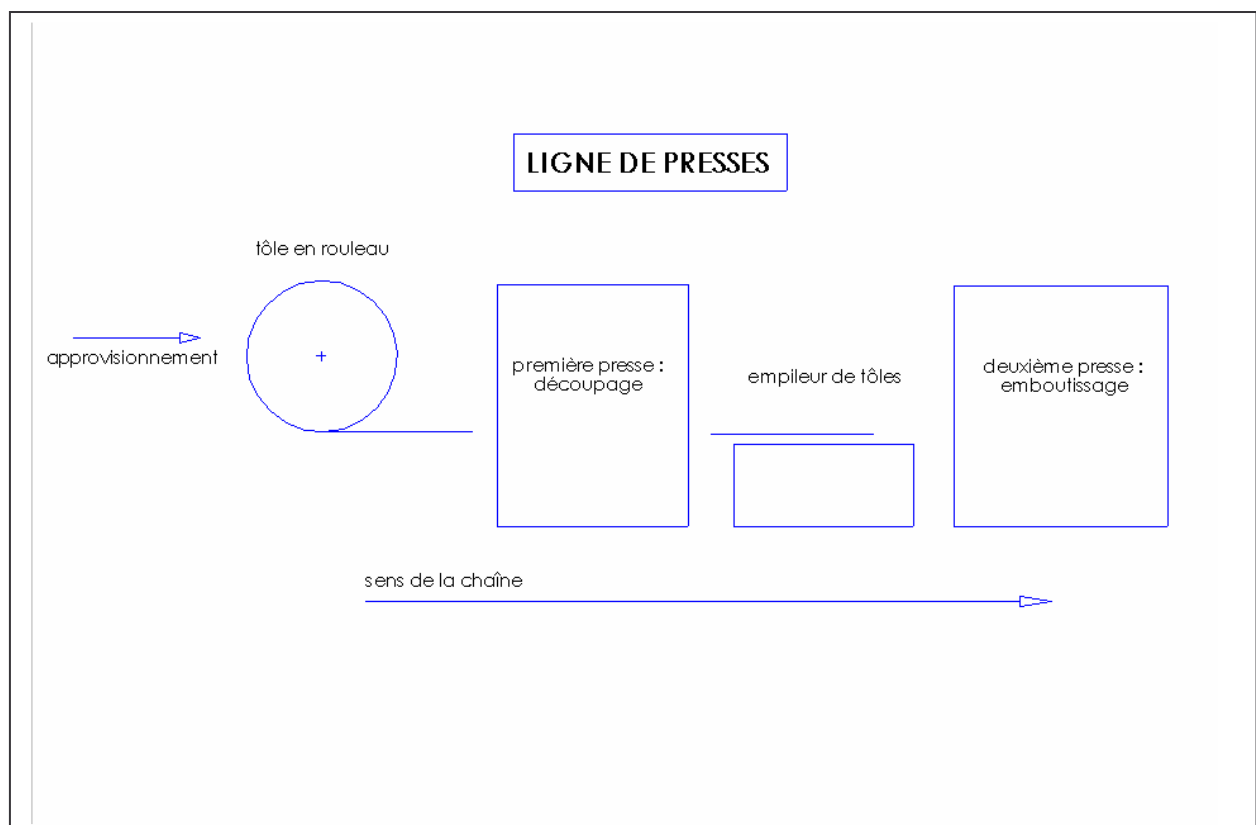 LIGNE DE PRESSES
tôle en rouleau
approvisionnement
première presse :
découpage
empileur de tôles
deuxième presse :
emboutissage
sens de la chaîne